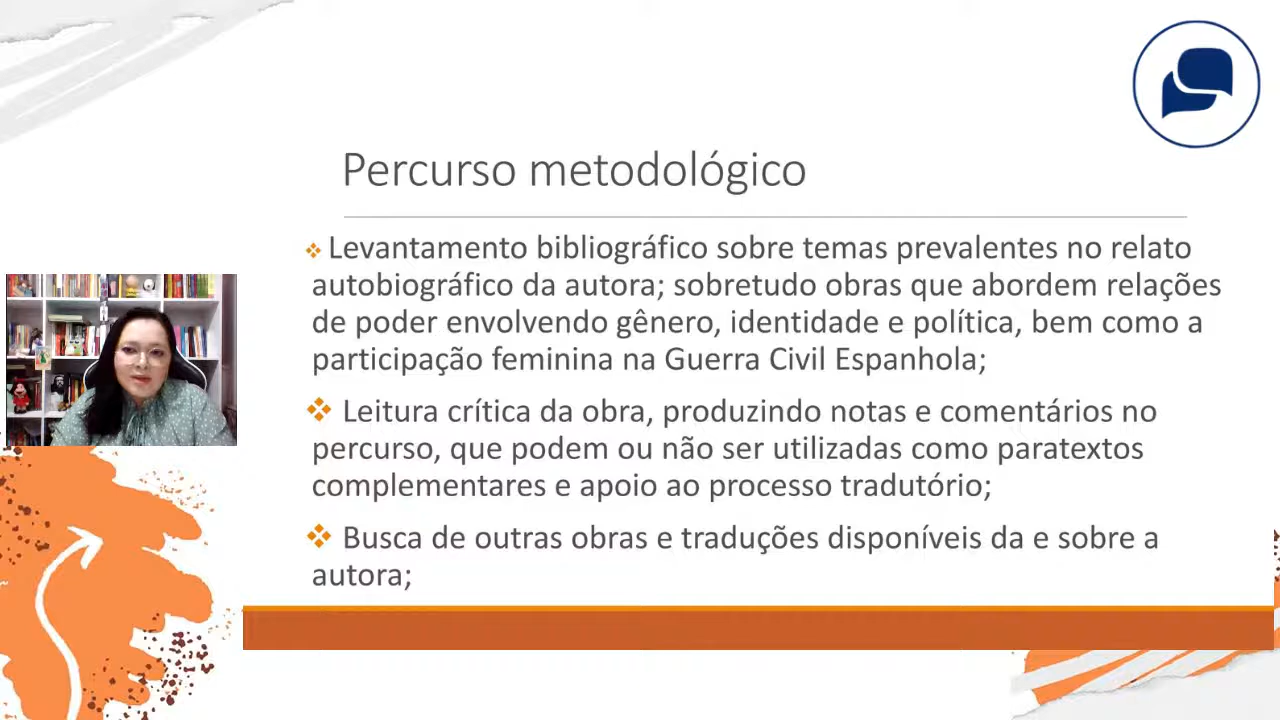 Percurso metodológico
❖ Levantamento bibliográfico sobre temas prevalentes no relato
autobiográfico da autora; sobretudo obras que abordem relações
de poder envolvendo gênero, identidade e política, bem como a
participação feminina na Guerra Civil Espanhola;
❖ Leitura crítica da obra, produzindo notas e comentários no
percurso, que podem ou não ser utilizadas como paratextos
complementares e apoio ao processo tradutório;
❖ Busca de outras obras e traduções disponíveis da e sobre a
autora;